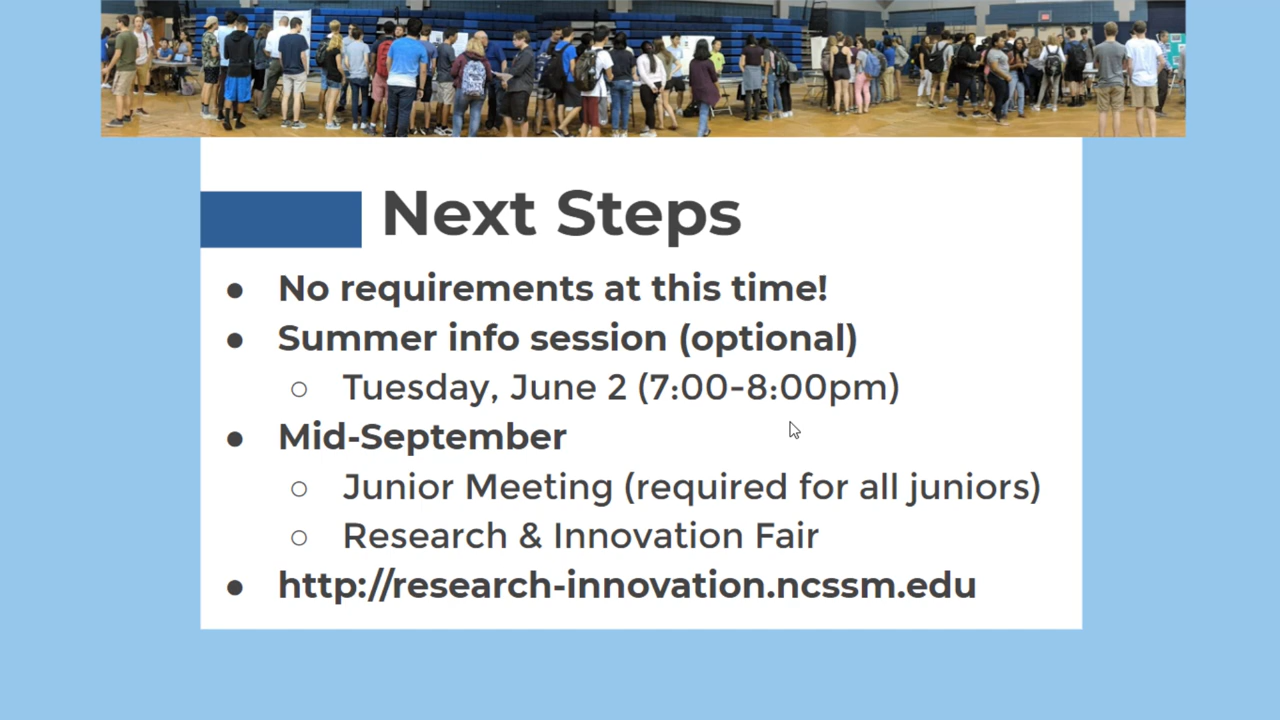 Next Steps
● No requirements at this time!
● Summer info session (optional)
○ Tuesday, June 2 (7:00-8:00pm)
● Mid-September
○ Junior Meeting (required for all juniors)
○ Research & Innovation Fair
● http://research-innovation.ncssm.edu